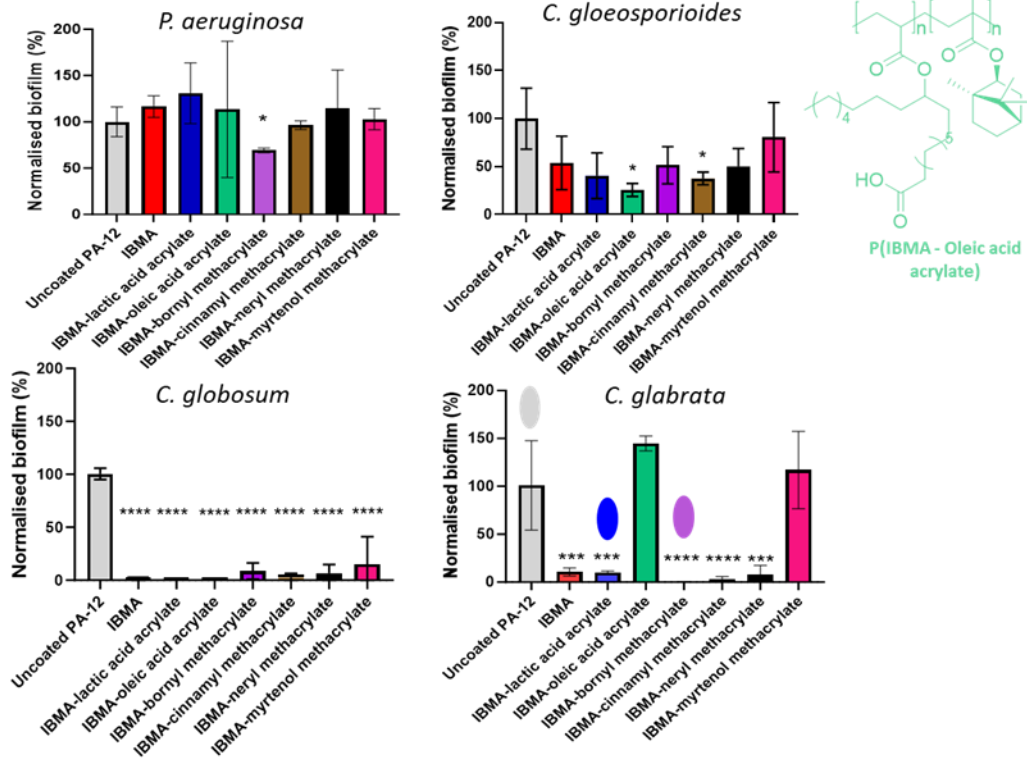 P. aeruginosa
Normalised biofilm (%)
200
150
100
50
0
*
Uncoated PA-12
IBMA
IBMA-lactic acid acrylate
IBMA-oleic acid acrylate
IBMA-bornyl methacrylate
IBMA-cinnamyl methacrylate
IBMA-neryl methacrylate
IBMA-myrtenol methacrylate
C. gloeosporioides
Normalised biofilm (%)
200
150
100
50
0
*
*
Uncoated PA-12
IBMA
IBMA-lactic acid acrylate
IBMA-oleic acid acrylate
IBMA-bornyl methacrylate
IBMA-cinnamyl methacrylate
IBMA-neryl methacrylate
IBMA-myrtenol methacrylate
n
n
O
O
O
O
4
5
HO
O
P(IBMA - Oleic acid
acrylate)
C. globosum
Normalised biofilm (%)
200
150
100
50
0
**** **** **** **** **** **** ****
Uncoated PA-12
IBMA
IBMA-lactic acid acrylate
IBMA-oleic acid acrylate
IBMA-bornyl methacrylate
IBMA-cinnamyl methacrylate
IBMA-neryl methacrylate
IBMA-myrtenol methacrylate
C. glabrata
Normalised biofilm (%)
200
150
100
50
0
*** *** **** **** ***
Uncoated PA-12
IBMA
IBMA-lactic acid acrylate
IBMA-oleic acid acrylate
IBMA-bornyl methacrylate
IBMA-cinnamyl methacrylate
IBMA-neryl methacrylate
IBMA-myrtenol methacrylate